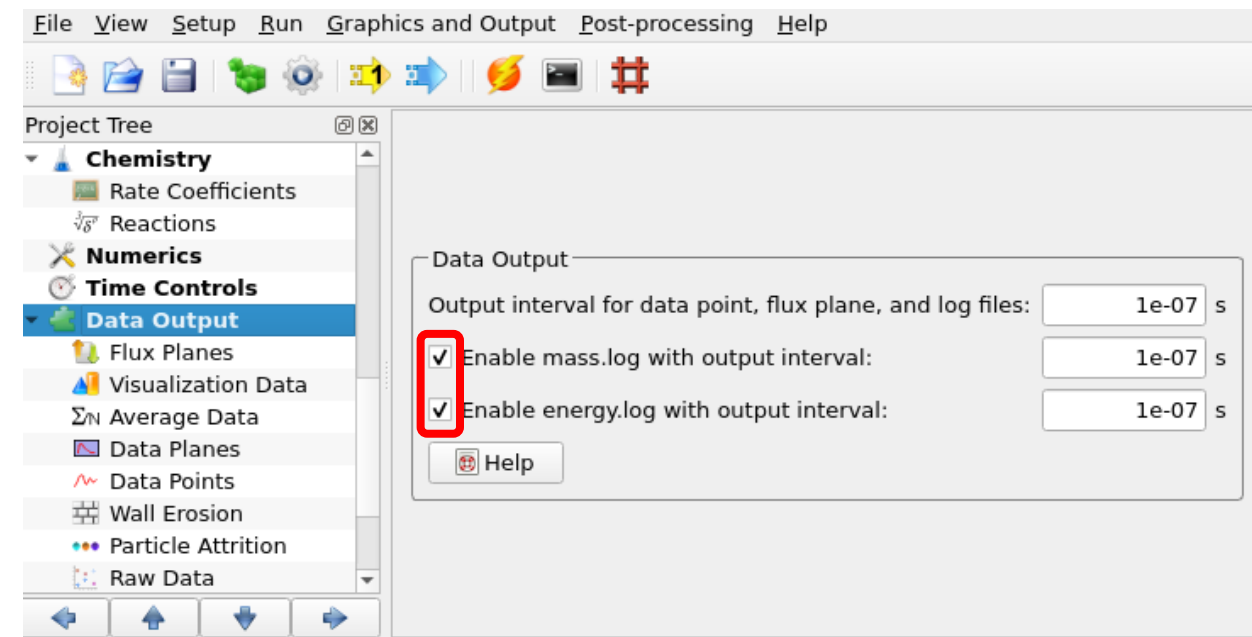 File View Setup Run Graphics and Output Post-processing Help
1
Project Tree
Chemistry
Rate Coefficients
Reactions
Numerics
Time Controls
Data Output
Flux Planes
Visualization Data
Σ/N Average Data
Data Planes
Data Points
Wall Erosion
Particle Attrition
Raw Data
Data Output
Output interval for data point, flux plane, and log files: 1e-07 s
Enable mass.log with output interval: 1e-07 s
Enable energy.log with output interval: 1e-07 s
Help